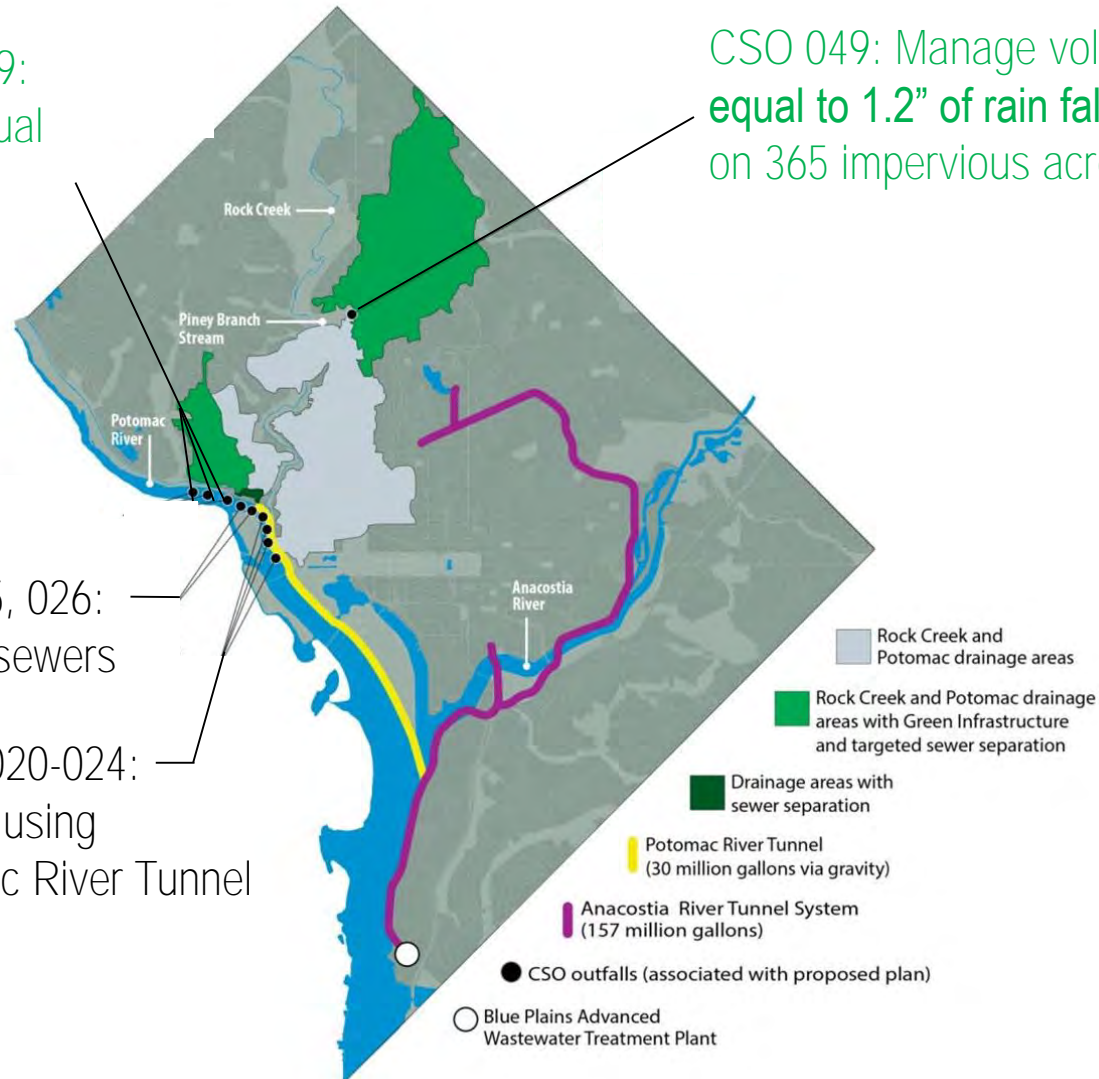 9:
ual
CSO 049: Manage vol
equal to 1.2” of rain fal
on 365 impervious acr
Rock Creek
Piney Branch
Stream
Potomac
River
, 026:
sewers
020-024:
using
c River Tunnel
Anacostia
River
Rock Creek and
Potomac drainage areas
Rock Creek and Potomac drainage
areas with Green Infrastructure
and targeted sewer separation
Drainage areas with
sewer separation
Potomac River Tunnel
(30 million gallons via gravity)
Anacostia River Tunnel System
(157 million gallons)
CSO outfalls (associated with proposed plan)
Blue Plains Advanced
Wastewater Treatment Plant